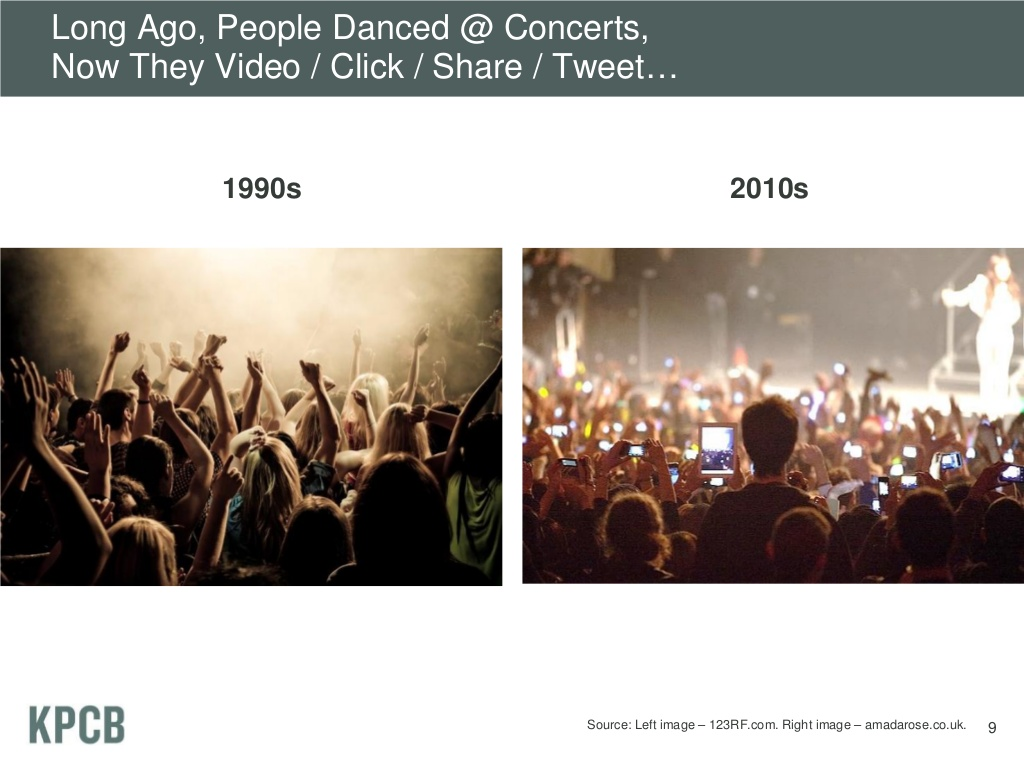 Long Ago, People Danced @ Concerts,
Now They Video / Click / Share / Tweet…
1990s
2010s
KPCB
Source: Left image – 123RF.com. Right image – amadarose.co.uk.
9